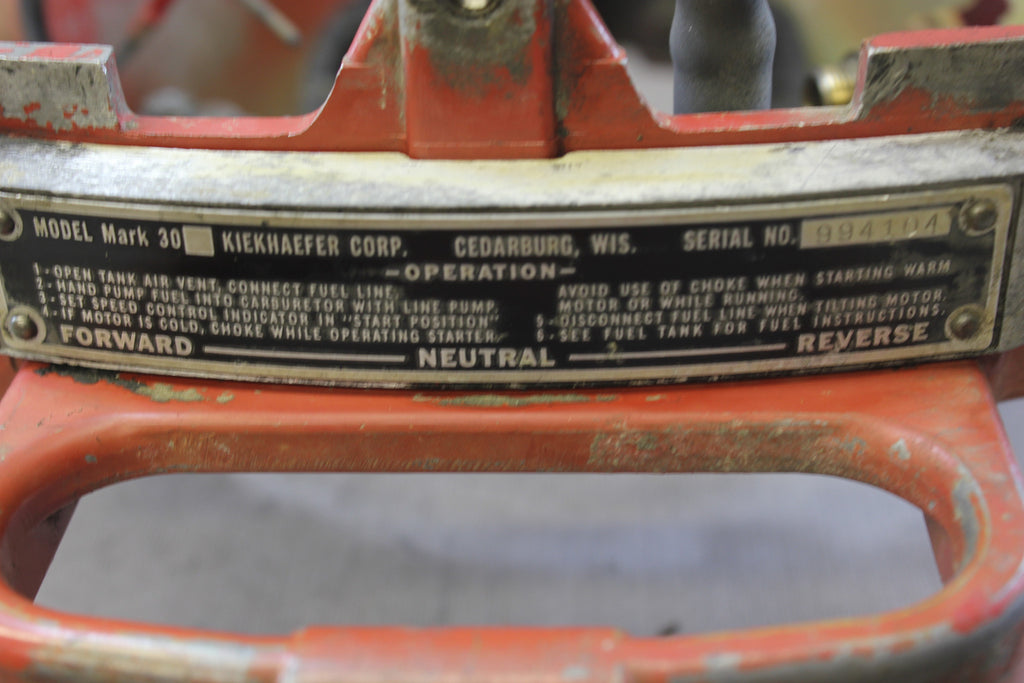 MODEL Mark 30 KIEKHAEFER CORP. CEDARBURG, WIS. SERIAL NO. 994104
-OPERATION-
1-OPEN TANK AIR VENT, CONNECT FUEL LINE.
2-HAND PUMP FUEL INTO CARBURETOR WITH LINE PUMP.
3-SET SPEED CONTROL INDICATOR IN "START POSITION".
4-IF MOTOR IS COLD, CHOKE WHILE OPERATING STARTER.
AVOID USE OF CHOKE WHEN STARTING WARM
MOTOR OR WHILE RUNNING.
5-DISCONNECT FUEL LINE WHEN TILTING MOTOR.
6-SEE FUEL TANK FOR FUEL INSTRUCTIONS.
FORWARD NEUTRAL REVERSE